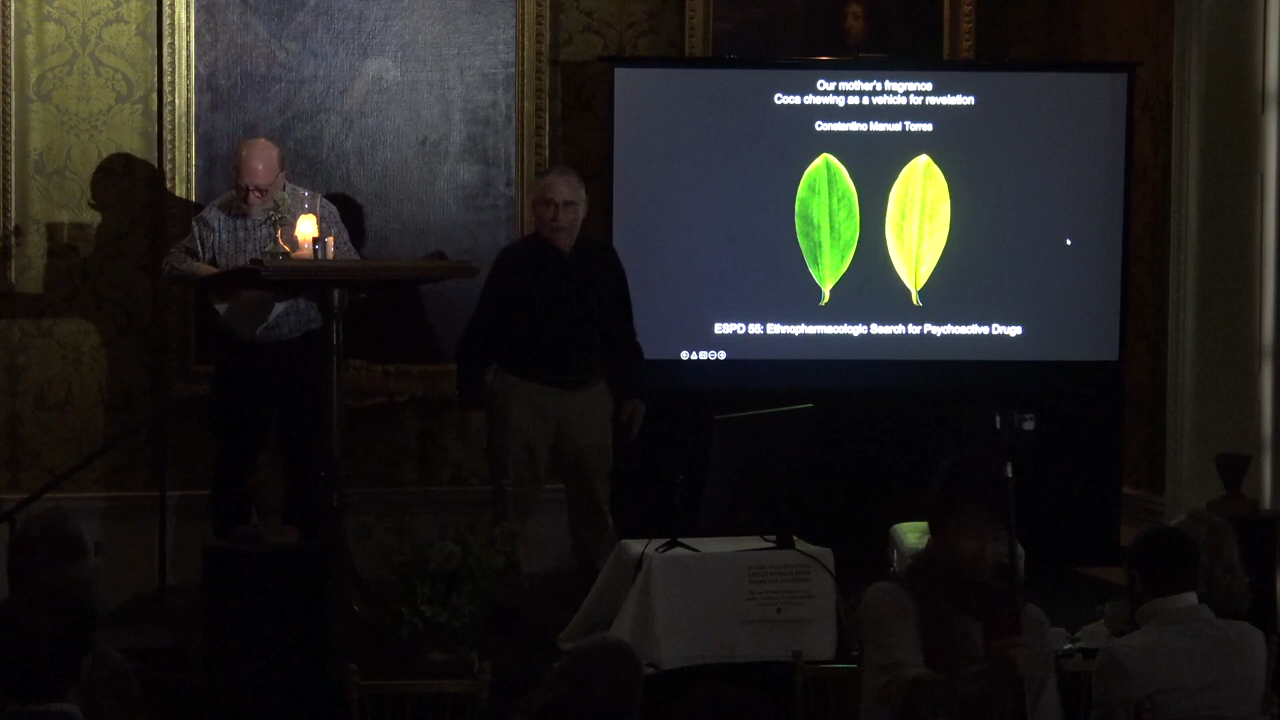 Our mother's fragrance
Coca chewing as a vehicle for revelation
Constantino Manuel Torres
ESPD 55: Ethnopharmacologic Search for Psychoactive Drugs